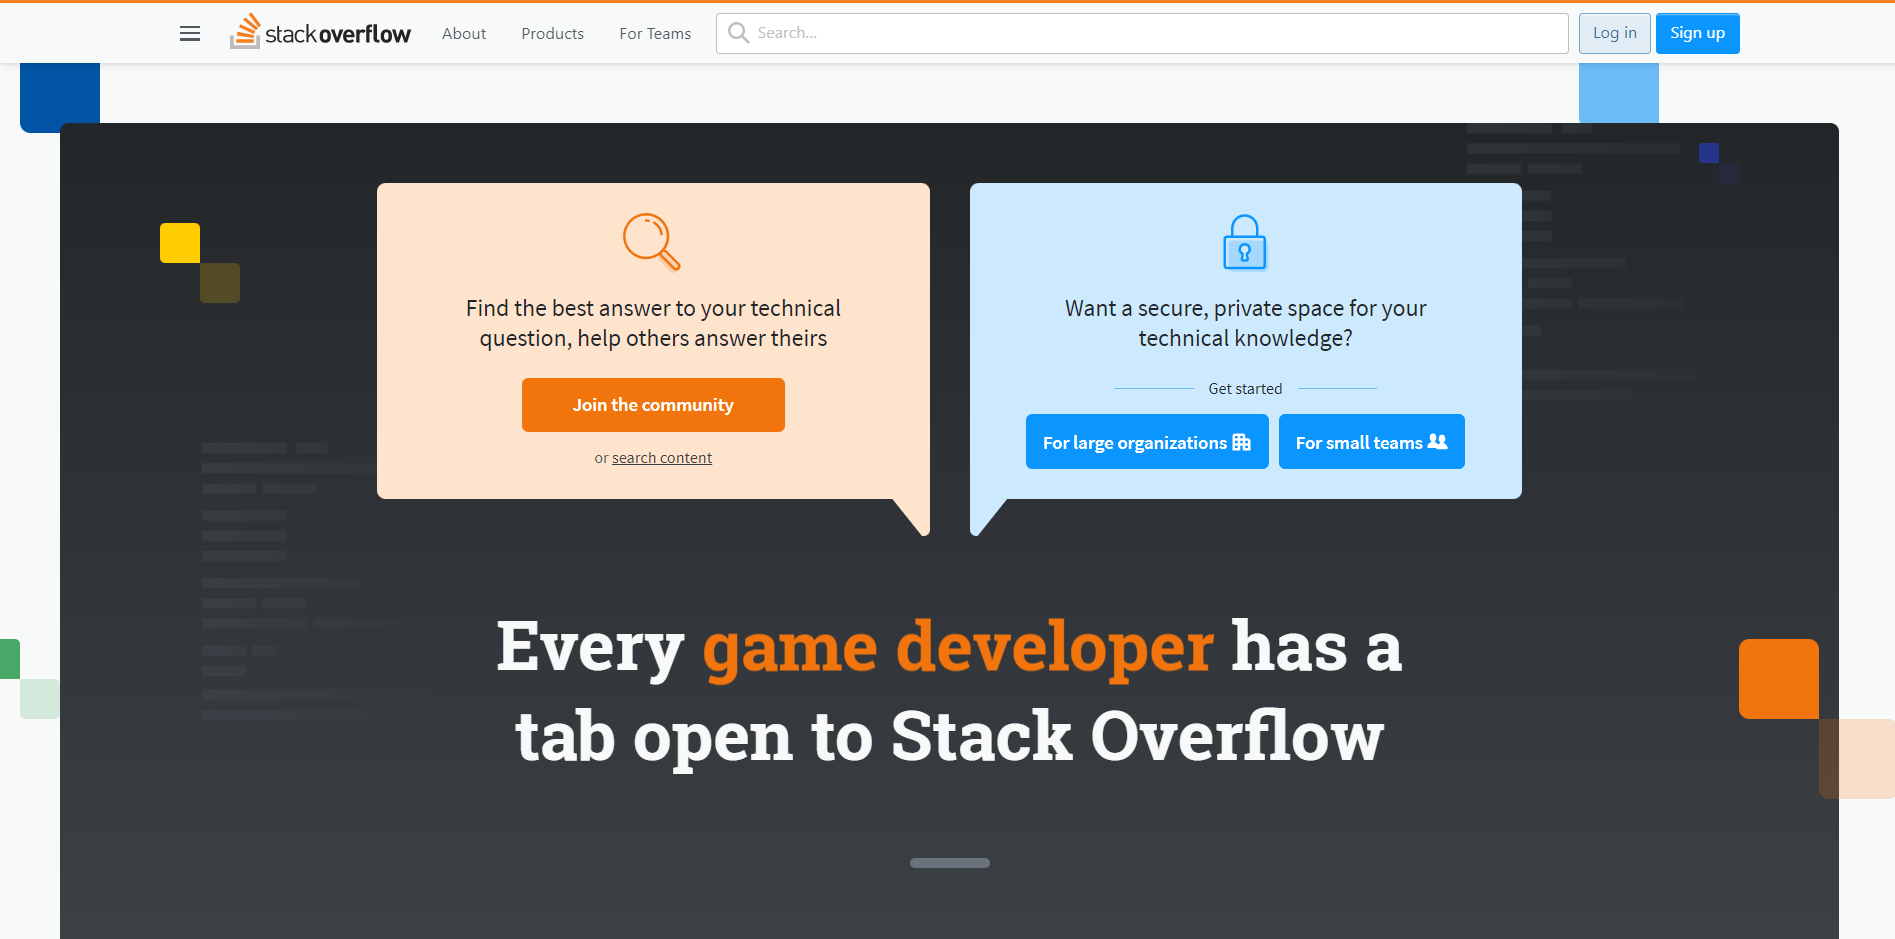 stack overflow
About
Products
For Teams
Search...
Log in
Sign up
Find the best answer to your technical
question, help others answer theirs
Join the community
or search content
Want a secure, private space for your
technical knowledge?
Get started
For large organizations
For small teams
Every game developer has a
tab open to Stack Overflow